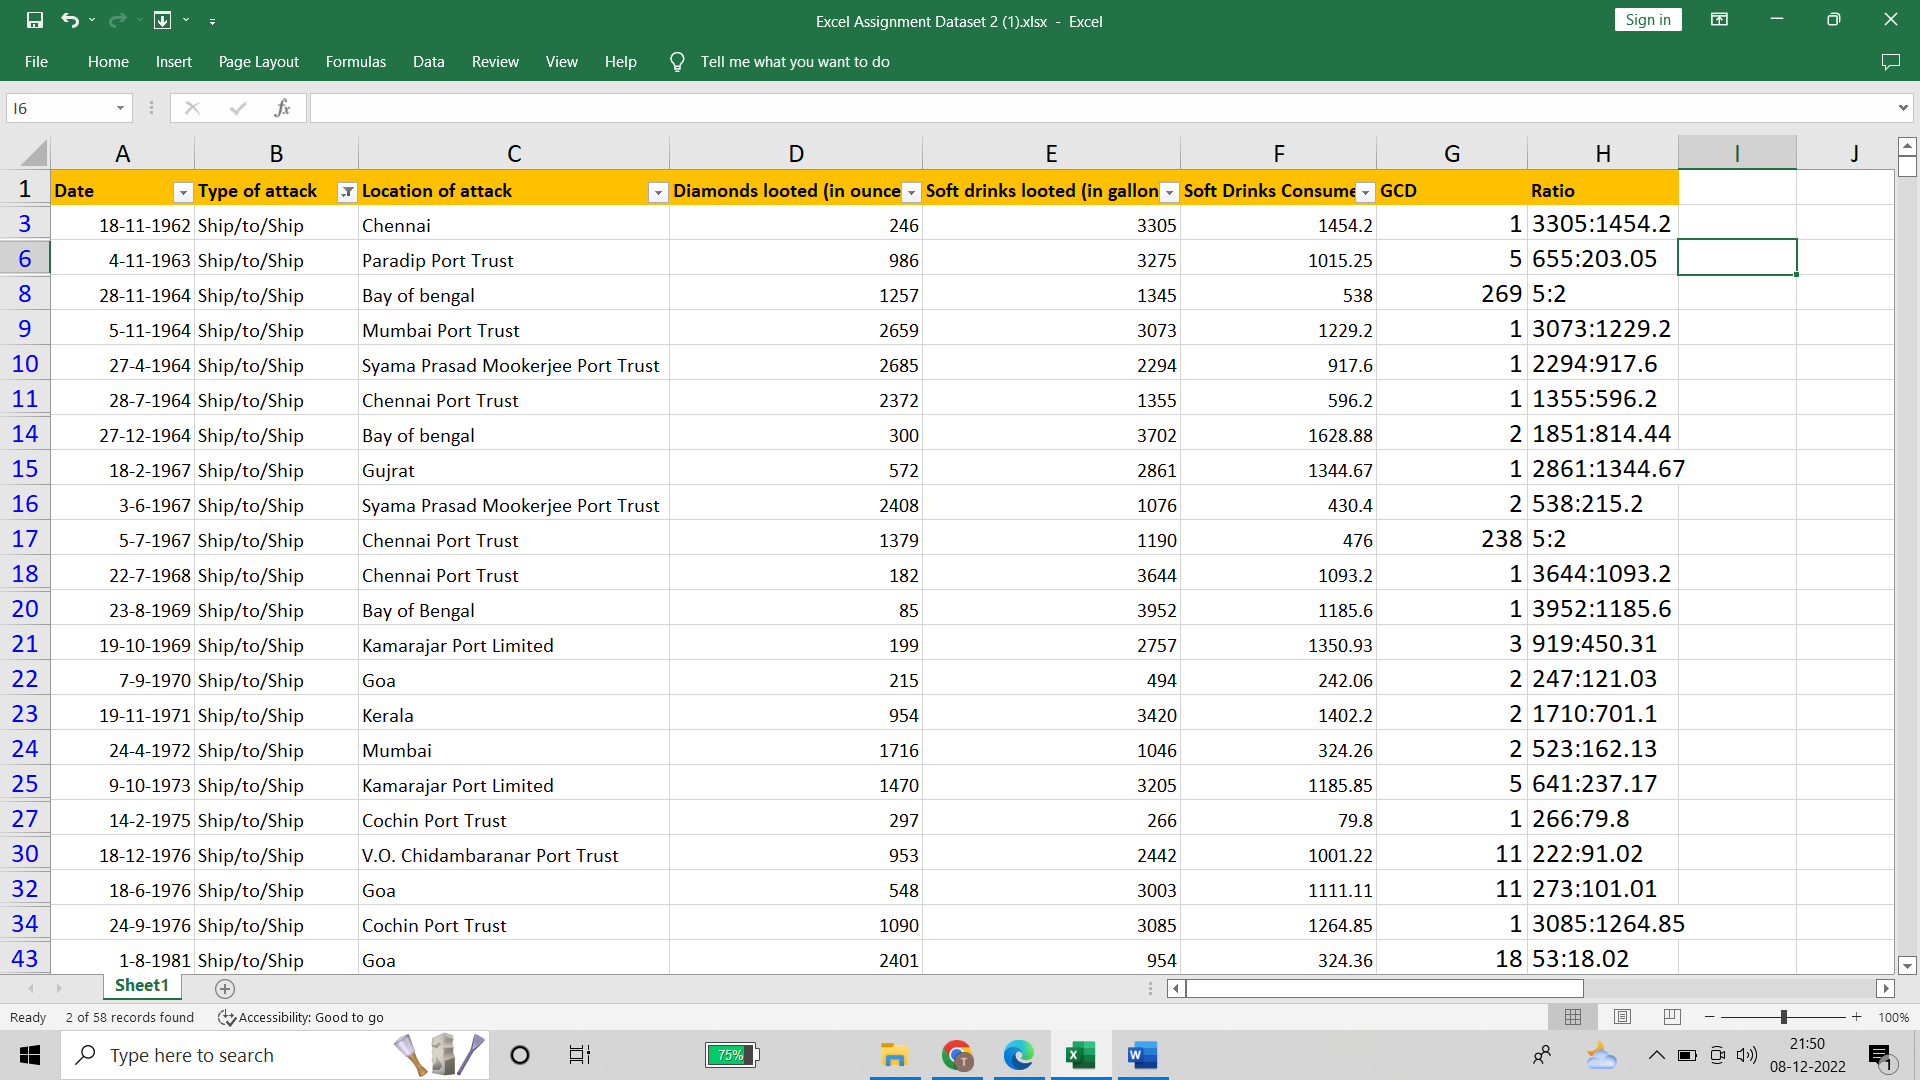 Excel Assignment Dataset 2 (1).xlsx - Excel
Sign in
File Home Insert Page Layout Formulas Data Review View Help Tell me what you want to do
I6 fx
A B C D E F G H I J
1 Date Type of attack Location of attack Diamonds looted (in ounce Soft drinks looted (in gallon Soft Drinks Consume GCD Ratio
3 18-11-1962 Ship/to/Ship Chennai 246 3305 1454.2 1 3305:1454.2
6 4-11-1963 Ship/to/Ship Paradip Port Trust 986 3275 1015.25 5 655:203.05
8 28-11-1964 Ship/to/Ship Bay of bengal 1257 1345 538 269 5:2
9 5-11-1964 Ship/to/Ship Mumbai Port Trust 2659 3073 1229.2 1 3073:1229.2
10 27-4-1964 Ship/to/Ship Syama Prasad Mookerjee Port Trust 2685 2294 917.6 1 2294:917.6
11 28-7-1964 Ship/to/Ship Chennai Port Trust 2372 1355 596.2 1 1355:596.2
14 27-12-1964 Ship/to/Ship Bay of bengal 300 3702 1628.88 2 1851:814.44
15 18-2-1967 Ship/to/Ship Gujrat 572 2861 1344.67 1 2861:1344.67
16 3-6-1967 Ship/to/Ship Syama Prasad Mookerjee Port Trust 2408 1076 430.4 2 538:215.2
17 5-7-1967 Ship/to/Ship Chennai Port Trust 1379 1190 476 238 5:2
18 22-7-1968 Ship/to/Ship Chennai Port Trust 182 3644 1093.2 1 3644:1093.2
20 23-8-1969 Ship/to/Ship Bay of Bengal 85 3952 1185.6 1 3952:1185.6
21 19-10-1969 Ship/to/Ship Kamarajar Port Limited 199 2757 1350.93 3 919:450.31
22 7-9-1970 Ship/to/Ship Goa 215 494 242.06 2 247:121.03
23 19-11-1971 Ship/to/Ship Kerala 954 3420 1402.2 2 1710:701.1
24 24-4-1972 Ship/to/Ship Mumbai 1716 1046 324.26 2 523:162.13
25 9-10-1973 Ship/to/Ship Kamarajar Port Limited 1470 3205 1185.85 5 641:237.17
27 14-2-1975 Ship/to/Ship Cochin Port Trust 297 266 79.8 1 266:79.8
30 18-12-1976 Ship/to/Ship V.O. Chidambaranar Port Trust 953 2442 1001.22 11 222:91.02
32 18-6-1976 Ship/to/Ship Goa 548 3003 1111.11 11 273:101.01
34 24-9-1976 Ship/to/Ship Cochin Port Trust 1090 3085 1264.85 1 3085:1264.85
43 1-8-1981 Ship/to/Ship Goa 2401 954 324.36 18 53:18.02
Sheet1
Ready 2 of 58 records found Accessibility: Good to go 100%
Type here to search 75% T X W 21:50
08-12-2022 1